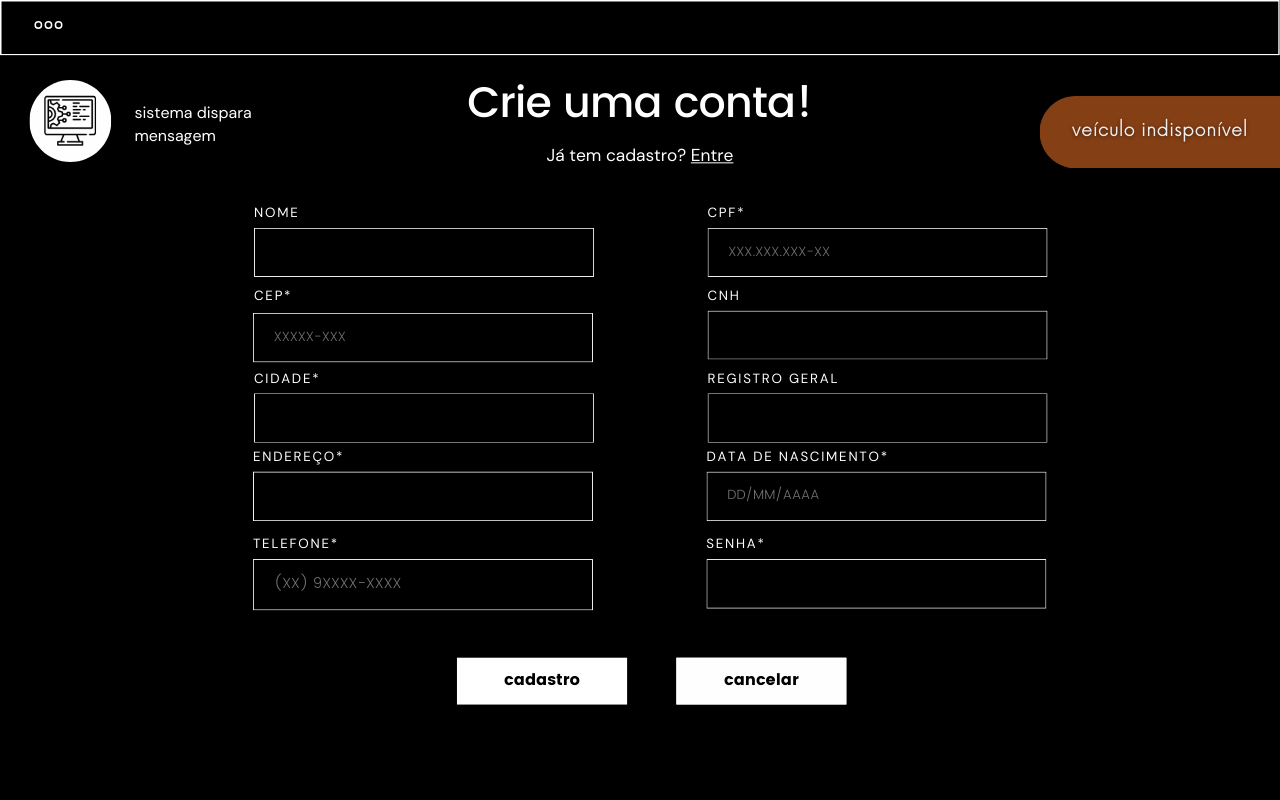 ooo
sistema dispara
mensagem
Crie uma conta!
Já tem cadastro? Entre
veículo indisponível
NOME
CPF*
XXX.XXX.XXX-XX
CEP*
CNH
XXXXX-XXX
CIDADE*
REGISTRO GERAL
ENDEREÇO*
DATA DE NASCIMENTO*
DD/MM/AAAA
TELEFONE*
SENHA*
(XX) 9XXXX-XXXX
cadastro
cancelar